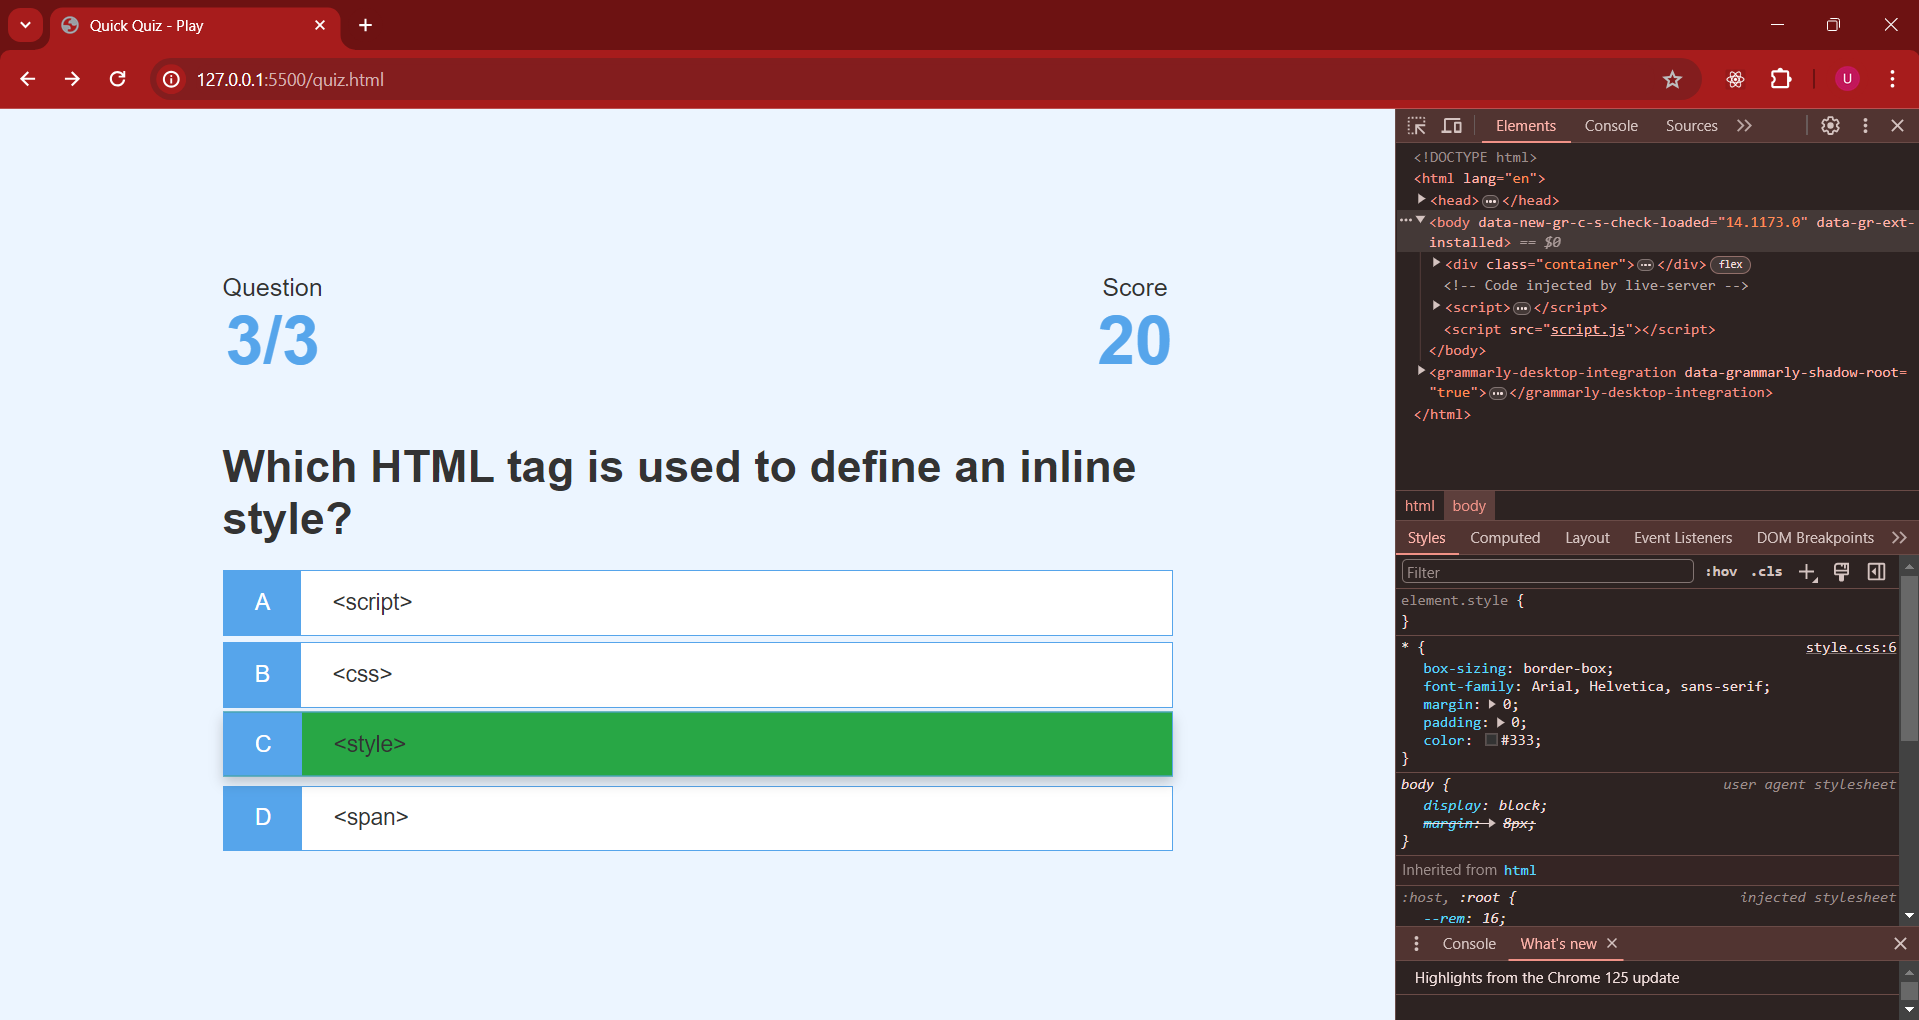 Quick Quiz - Play
127.0.0.1:5500/quiz.html
U
Question
3/3
Score
20
Which HTML tag is used to define an inline
style?
A <script>
B <css>
C <style>
D <span>
Elements Console Sources
<!DOCTYPE html>
<html lang="en">
<head> … </head>
… <body data-new-gr-c-s-check-loaded="14.1173.0" data-gr-ext-
installed> == $0
<div class="container"> … </div> flex
<!-- Code injected by live-server -->
<script> … </script>
<script src="script.js"></script>
</body>
<grammarly-desktop-integration data-grammarly-shadow-root=
"true"> … </grammarly-desktop-integration>
</html>
html body
Styles Computed Layout Event Listeners DOM Breakpoints
Filter :hov .cls
element.style {
}
* { style.css:6
box-sizing: border-box;
font-family: Arial, Helvetica, sans-serif;
margin: 0;
padding: 0;
color: #333;
}
body { user agent stylesheet
display: block;
margin: 8px;
}
Inherited from html
:host, :root { injected stylesheet
--rem: 16;
Console What's new
Highlights from the Chrome 125 update